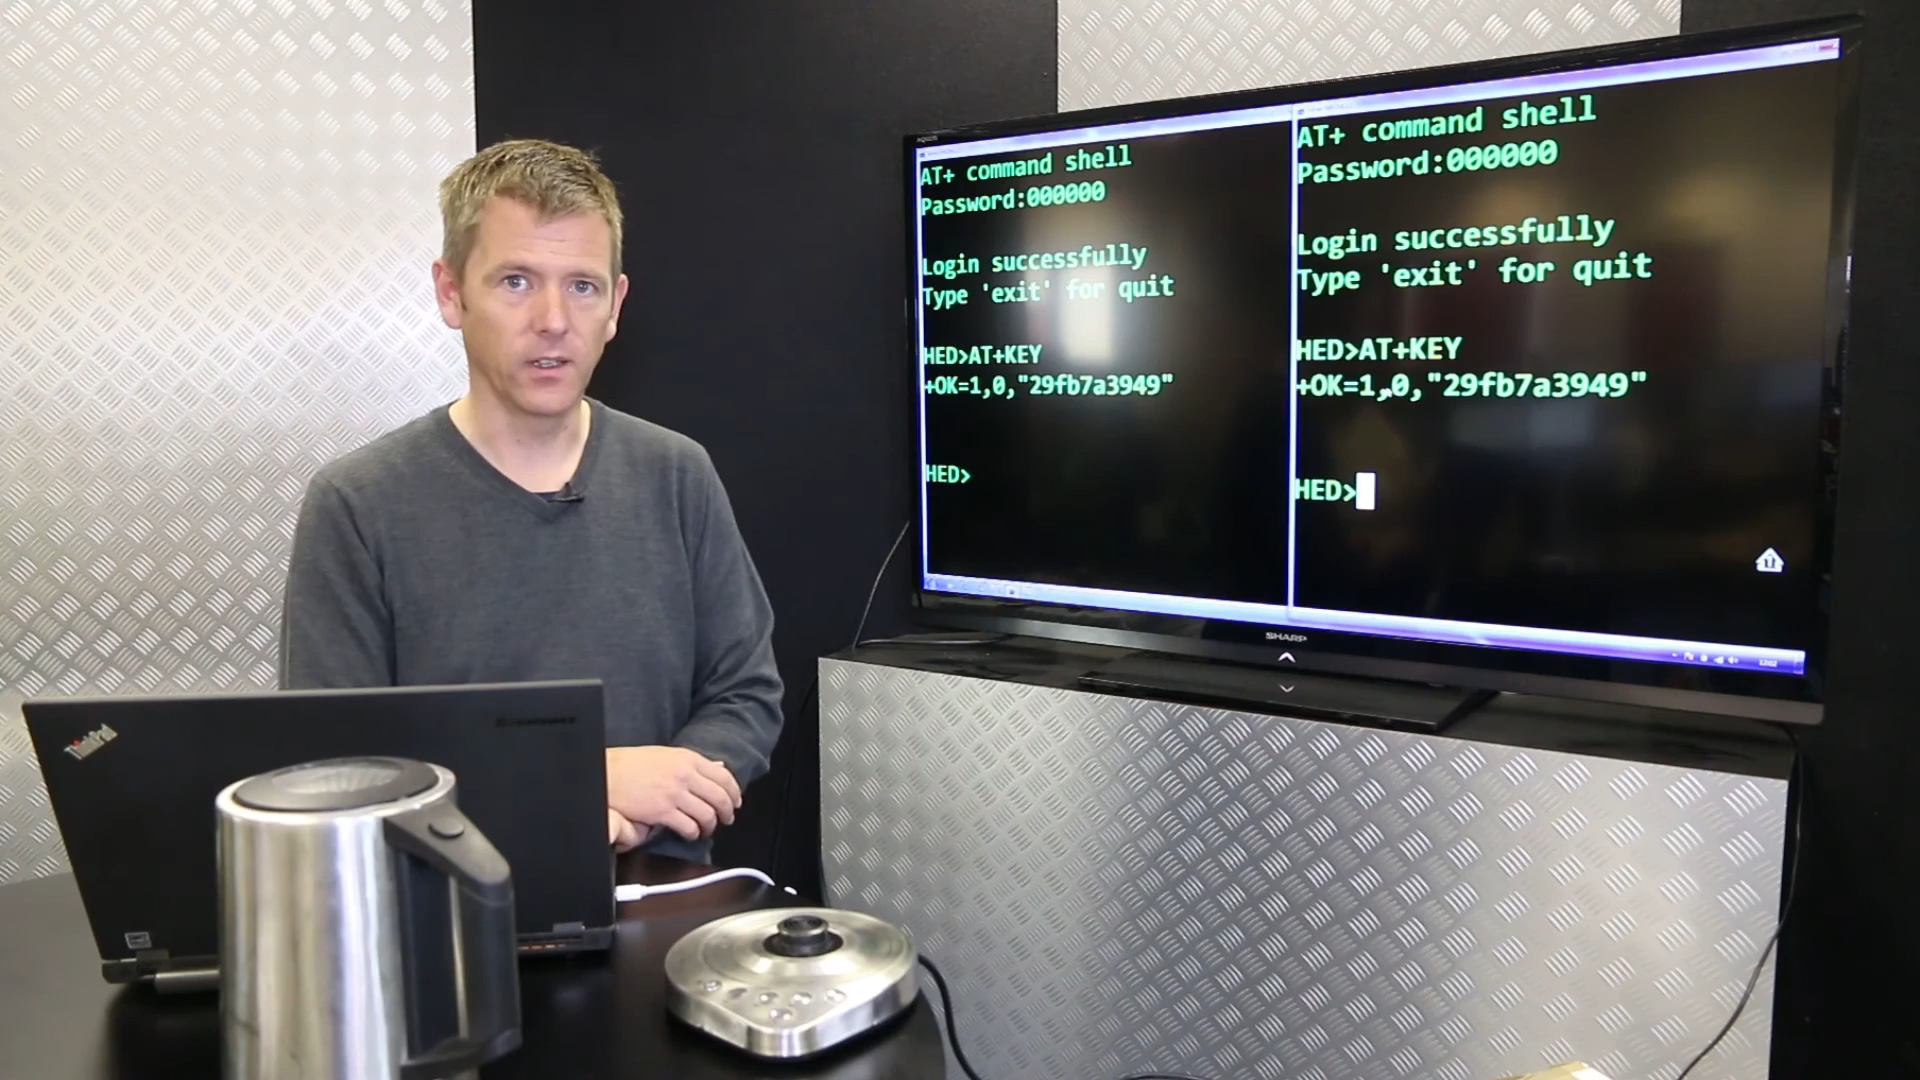 AT+ command shell
Password:000000
Login successfully
Type 'exit' for quit
HED>AT+KEY
+OK=1,0,"29fb7a3949"
HED>
AT+ command shell
Password:000000
Login successfully
Type 'exit' for quit
HED>AT+KEY
+OK=1,0,"29fb7a3949"
HED>
12:02
SHARP
ThinkPad